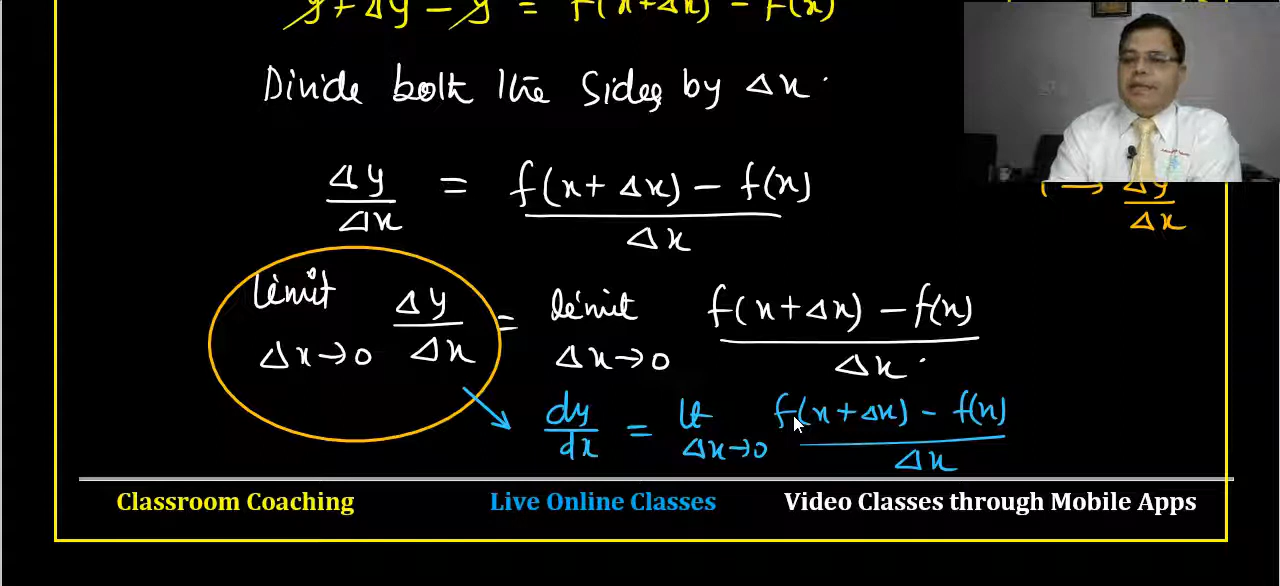 y + Δy − y = f(x+Δx) − f(x)
Divide both the sides by Δx.
Δy/Δx = f(x+Δx) − f(x)/Δx
Δy/Δx
Limit Δx→0 Δy/Δx = limit Δx→0 f(x+Δx) − f(x)/Δx.
dy/dx = lt Δx→0 f(x+Δx) − f(x)/Δx
Classroom Coaching Live Online Classes Video Classes through Mobile Apps